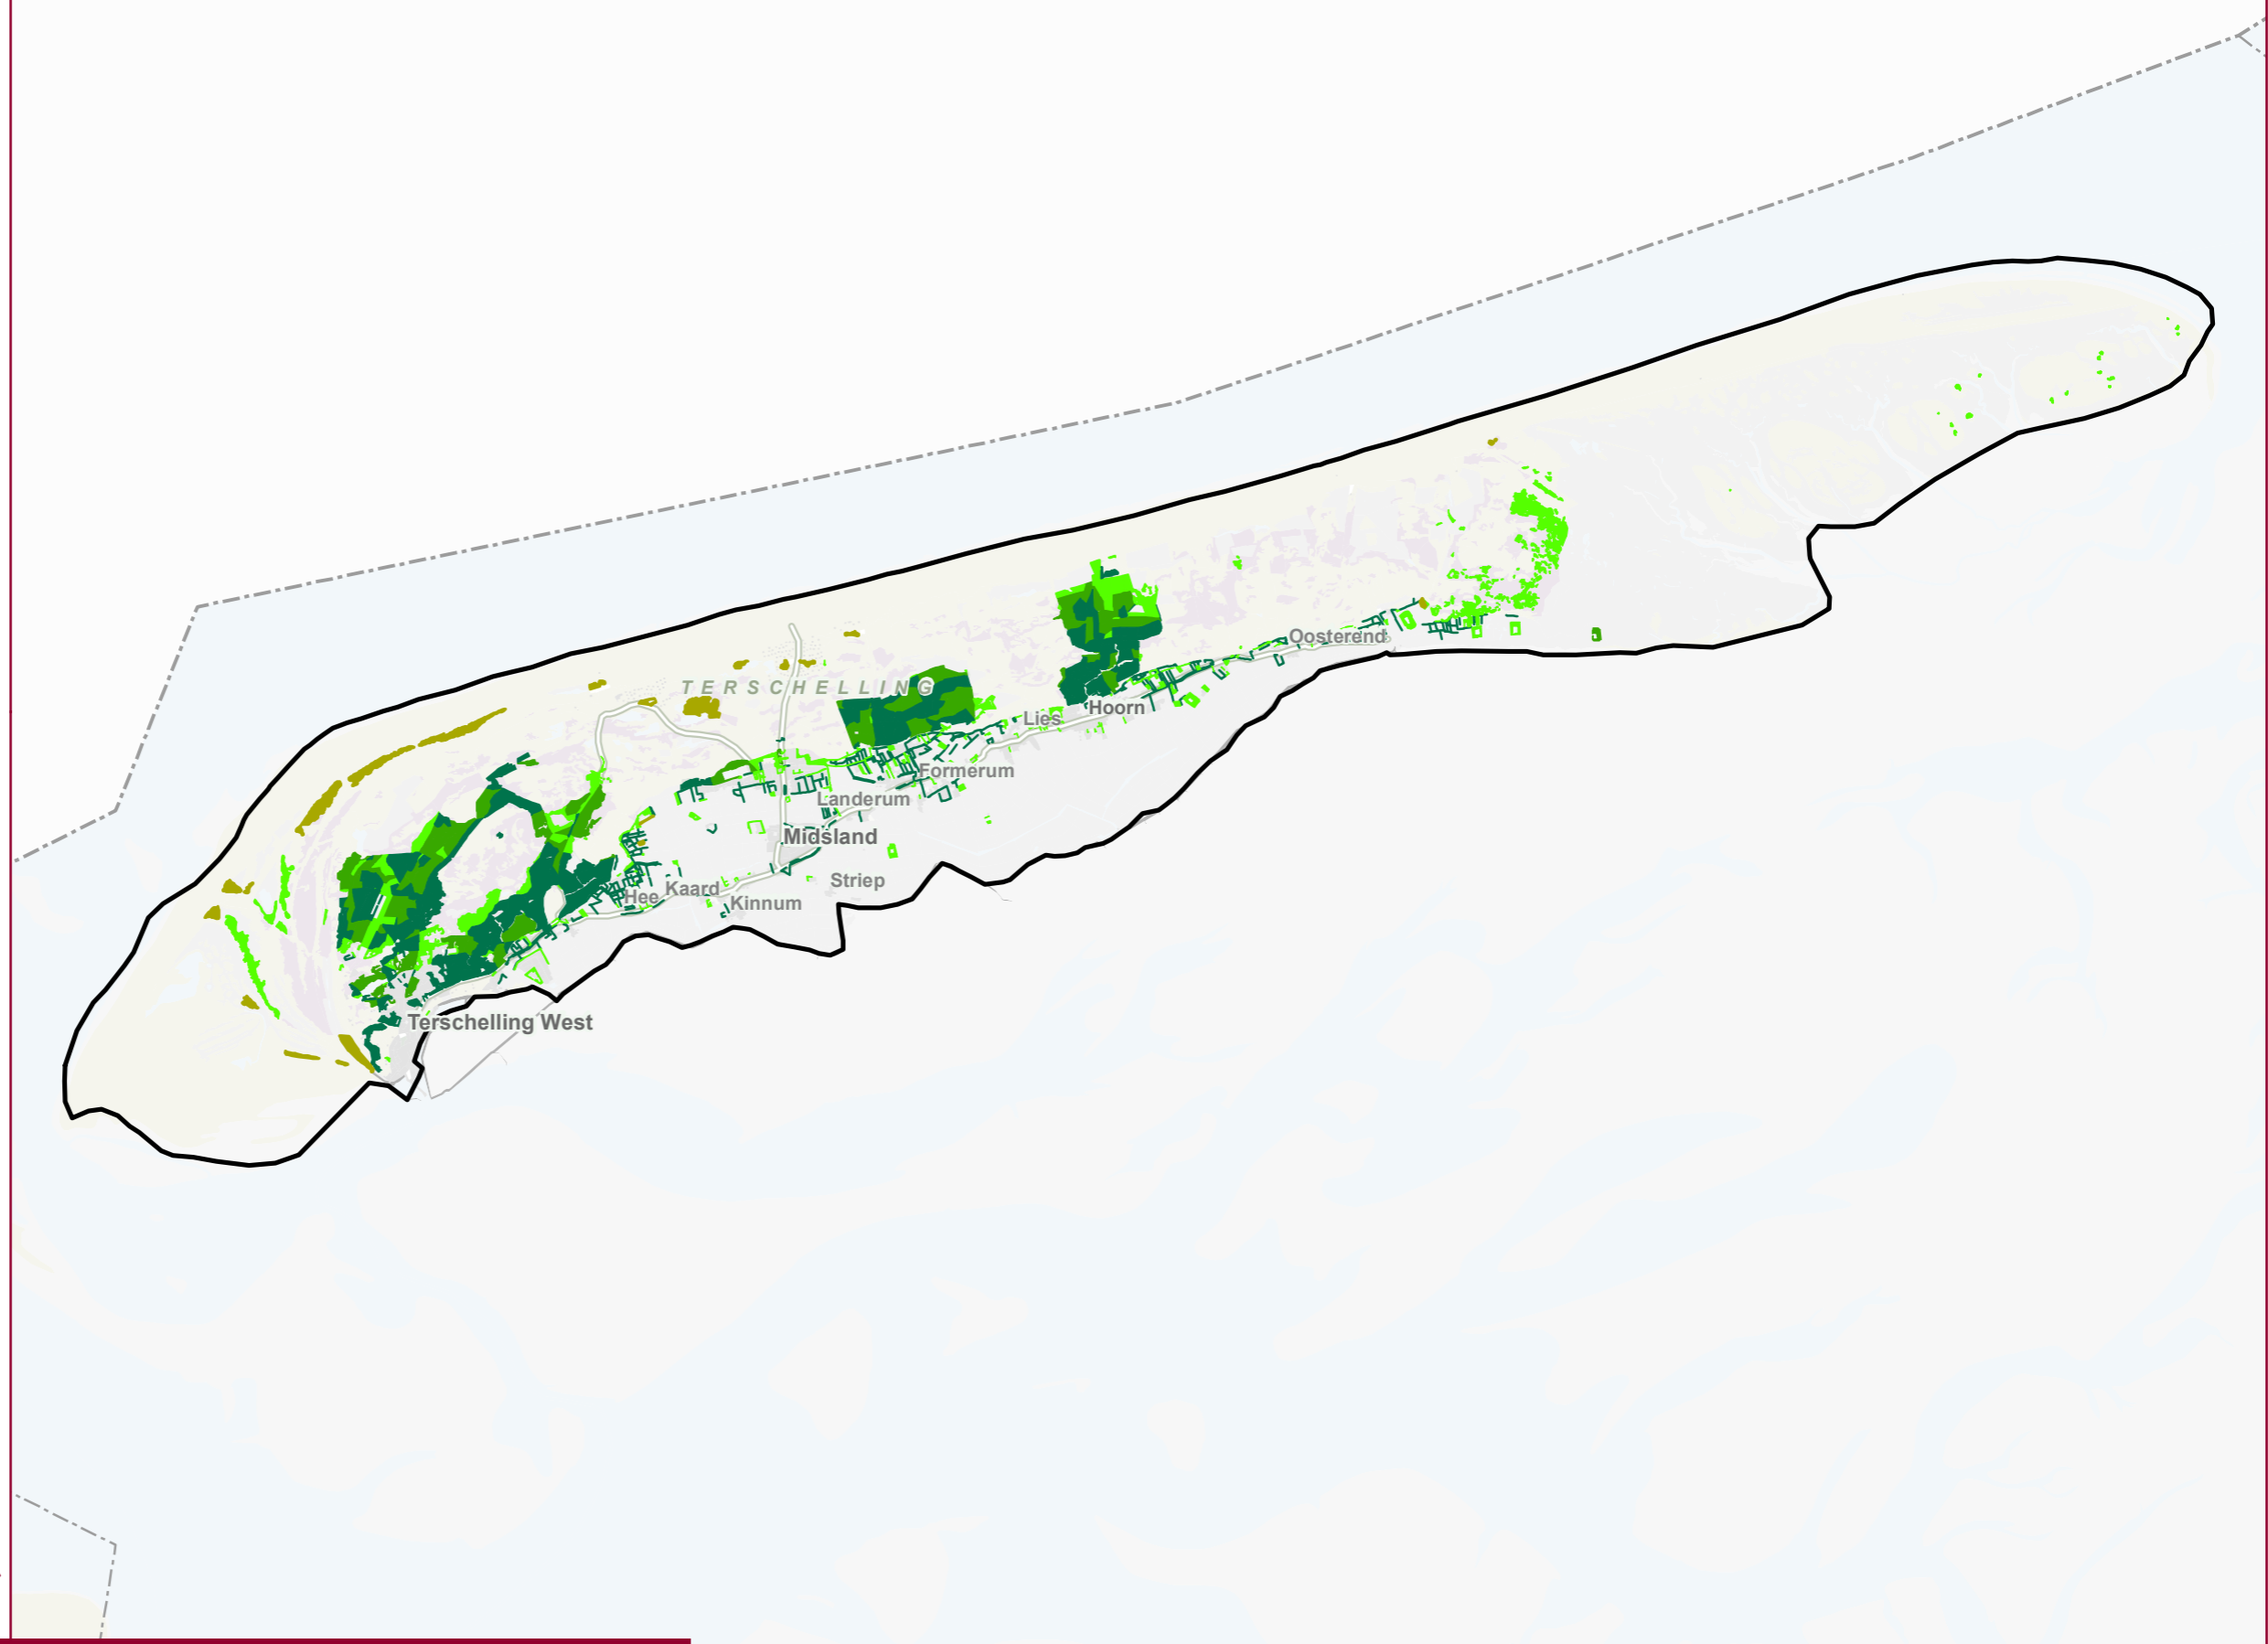 Oosterend
TERSCHELLING
Hoorn
Lies
Formerum
Landerum
Midsland
Striep
Kaard
Hee
Kinnum
Terschelling West